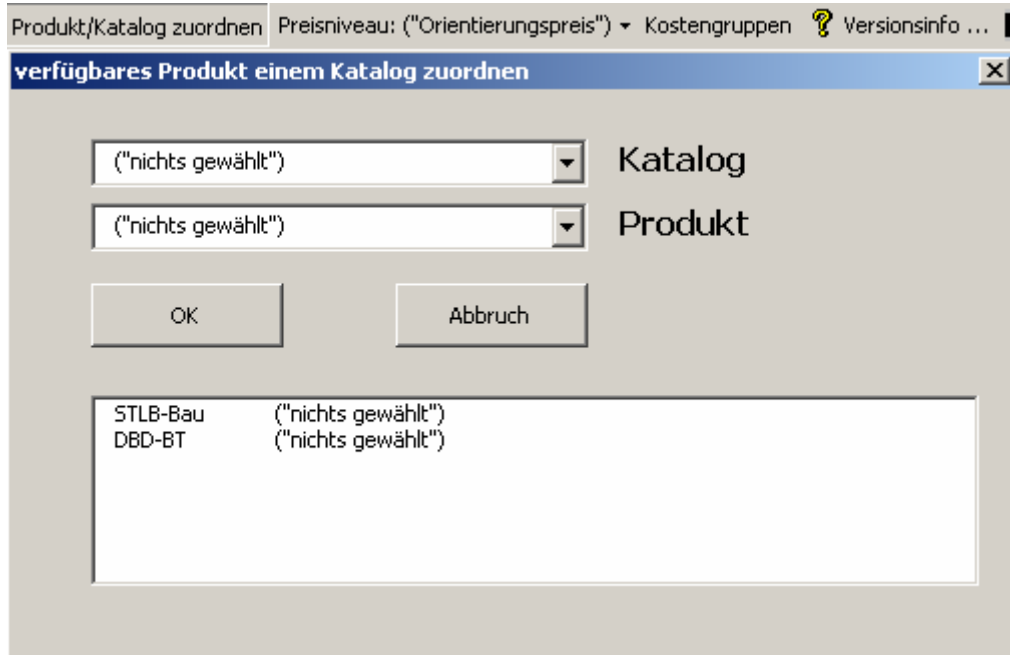 Produkt/Katalog zuordnen Preisniveau: ("Orientierungspreis") Kostengruppen ? Versionsinfo ...
verfügbares Produkt einem Katalog zuordnen
("nichts gewählt") Katalog
("nichts gewählt") Produkt
OK Abbruch
STLB-Bau ("nichts gewählt")
DBD-BT ("nichts gewählt")